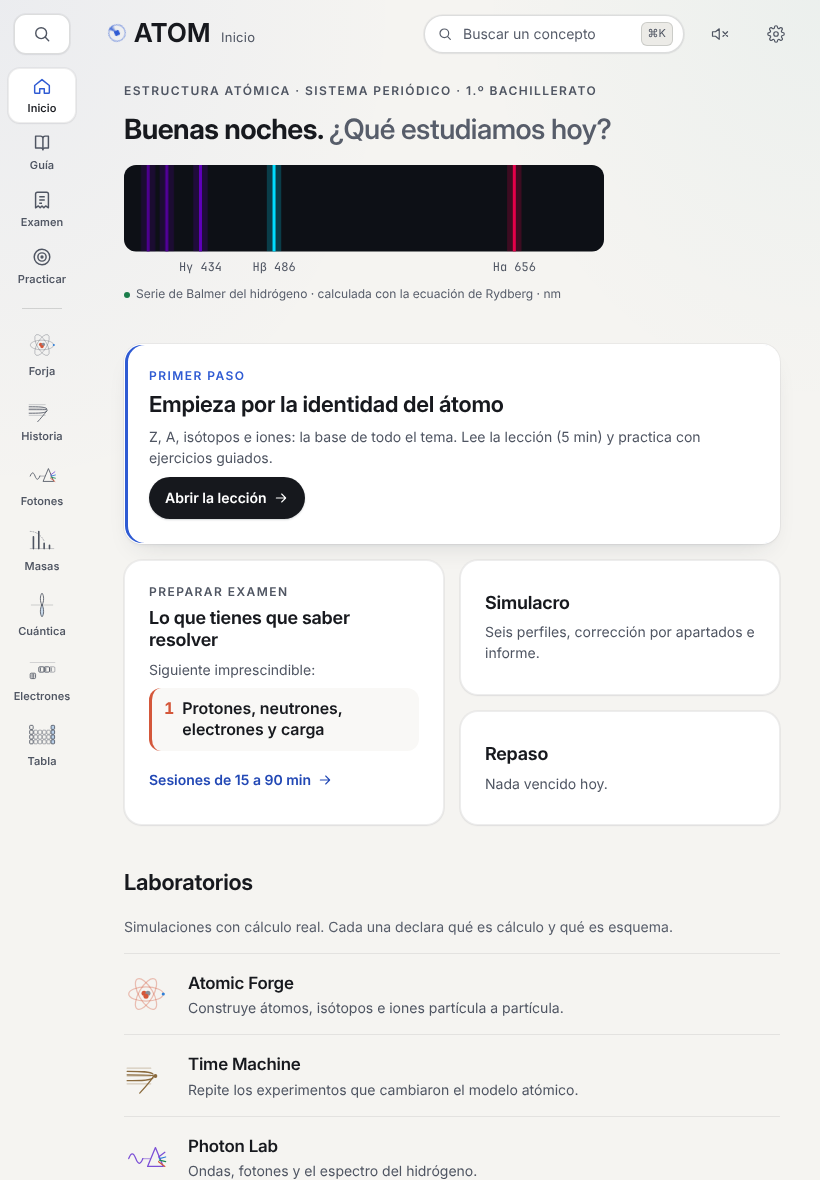 ATOM Inicio
Buscar un concepto ⌘K
Inicio
Guía
Examen
Practicar
Forja
Historia
Fotones
Masas
Cuántica
Electrones
Tabla
ESTRUCTURA ATÓMICA · SISTEMA PERIÓDICO · 1.º BACHILLERATO
Buenas noches. ¿Qué estudiamos hoy?
Hγ 434 Hβ 486 Hα 656
Serie de Balmer del hidrógeno · calculada con la ecuación de Rydberg · nm
PRIMER PASO
Empieza por la identidad del átomo
Z, A, isótopos e iones: la base de todo el tema. Lee la lección (5 min) y practica con
ejercicios guiados.
Abrir la lección →
PREPARAR EXAMEN
Lo que tienes que saber
resolver
Siguiente imprescindible:
1 Protones, neutrones,
electrones y carga
Sesiones de 15 a 90 min →
Simulacro
Seis perfiles, corrección por apartados e
informe.
Repaso
Nada vencido hoy.
Laboratorios
Simulaciones con cálculo real. Cada una declara qué es cálculo y qué es esquema.
Atomic Forge
Construye átomos, isótopos e iones partícula a partícula.
Time Machine
Repite los experimentos que cambiaron el modelo atómico.
Photon Lab
Ondas, fotones y el espectro del hidrógeno.